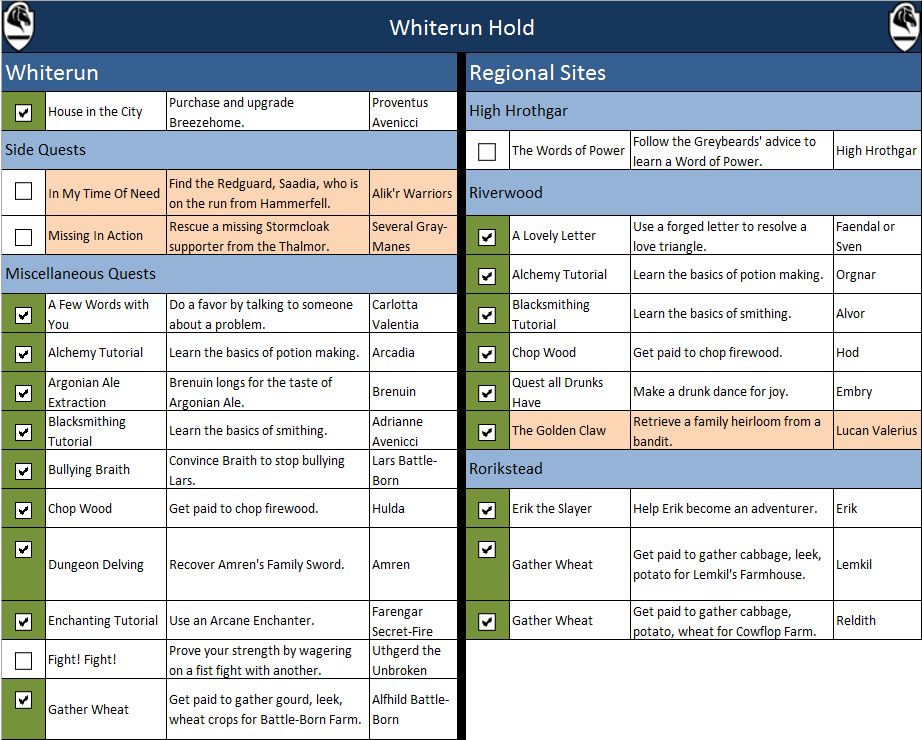 Whiterun Hold
Whiterun
House in the City
Purchase and upgrade
Breezehome.
Proventus
Avenicci
Side Quests
In My Time Of Need
Find the Redguard, Saadia, who is
on the run from Hammerfell.
Alik'r Warriors
Missing In Action
Rescue a missing Stormcloak
supporter from the Thalmor.
Several Gray-
Manes
Miscellaneous Quests
A Few Words with
You
Do a favor by talking to someone
about a problem.
Carlotta
Valentia
Alchemy Tutorial
Learn the basics of potion making.
Arcadia
Argonian Ale
Extraction
Brenuin longs for the taste of
Argonian Ale.
Brenuin
Blacksmithing
Tutorial
Learn the basics of smithing.
Adrianne
Avenicci
Bullying Braith
Convince Braith to stop bullying
Lars.
Lars Battle-
Born
Chop Wood
Get paid to chop firewood.
Hulda
Dungeon Delving
Recover Amren's Family Sword.
Amren
Enchanting Tutorial
Use an Arcane Enchanter.
Farengar
Secret-Fire
Fight! Fight!
Prove your strength by wagering
on a fist fight with another.
Uthgerd the
Unbroken
Gather Wheat
Get paid to gather gourd, leek,
wheat crops for Battle-Born Farm.
Alfhild Battle-
Born
Regional Sites
High Hrothgar
The Words of Power
Follow the Greybeards' advice to
learn a Word of Power.
High Hrothgar
Riverwood
A Lovely Letter
Use a forged letter to resolve a
love triangle.
Faendal or
Sven
Alchemy Tutorial
Learn the basics of potion making.
Orgnar
Blacksmithing
Tutorial
Learn the basics of smithing.
Alvor
Chop Wood
Get paid to chop firewood.
Hod
Quest all Drunks
Have
Make a drunk dance for joy.
Embry
The Golden Claw
Retrieve a family heirloom from a
bandit.
Lucan Valerius
Rorikstead
Erik the Slayer
Help Erik become an adventurer.
Erik
Gather Wheat
Get paid to gather cabbage, leek,
potato for Lemkil's Farmhouse.
Lemkil
Gather Wheat
Get paid to gather cabbage,
potato, wheat for Cowflop Farm.
Reldith